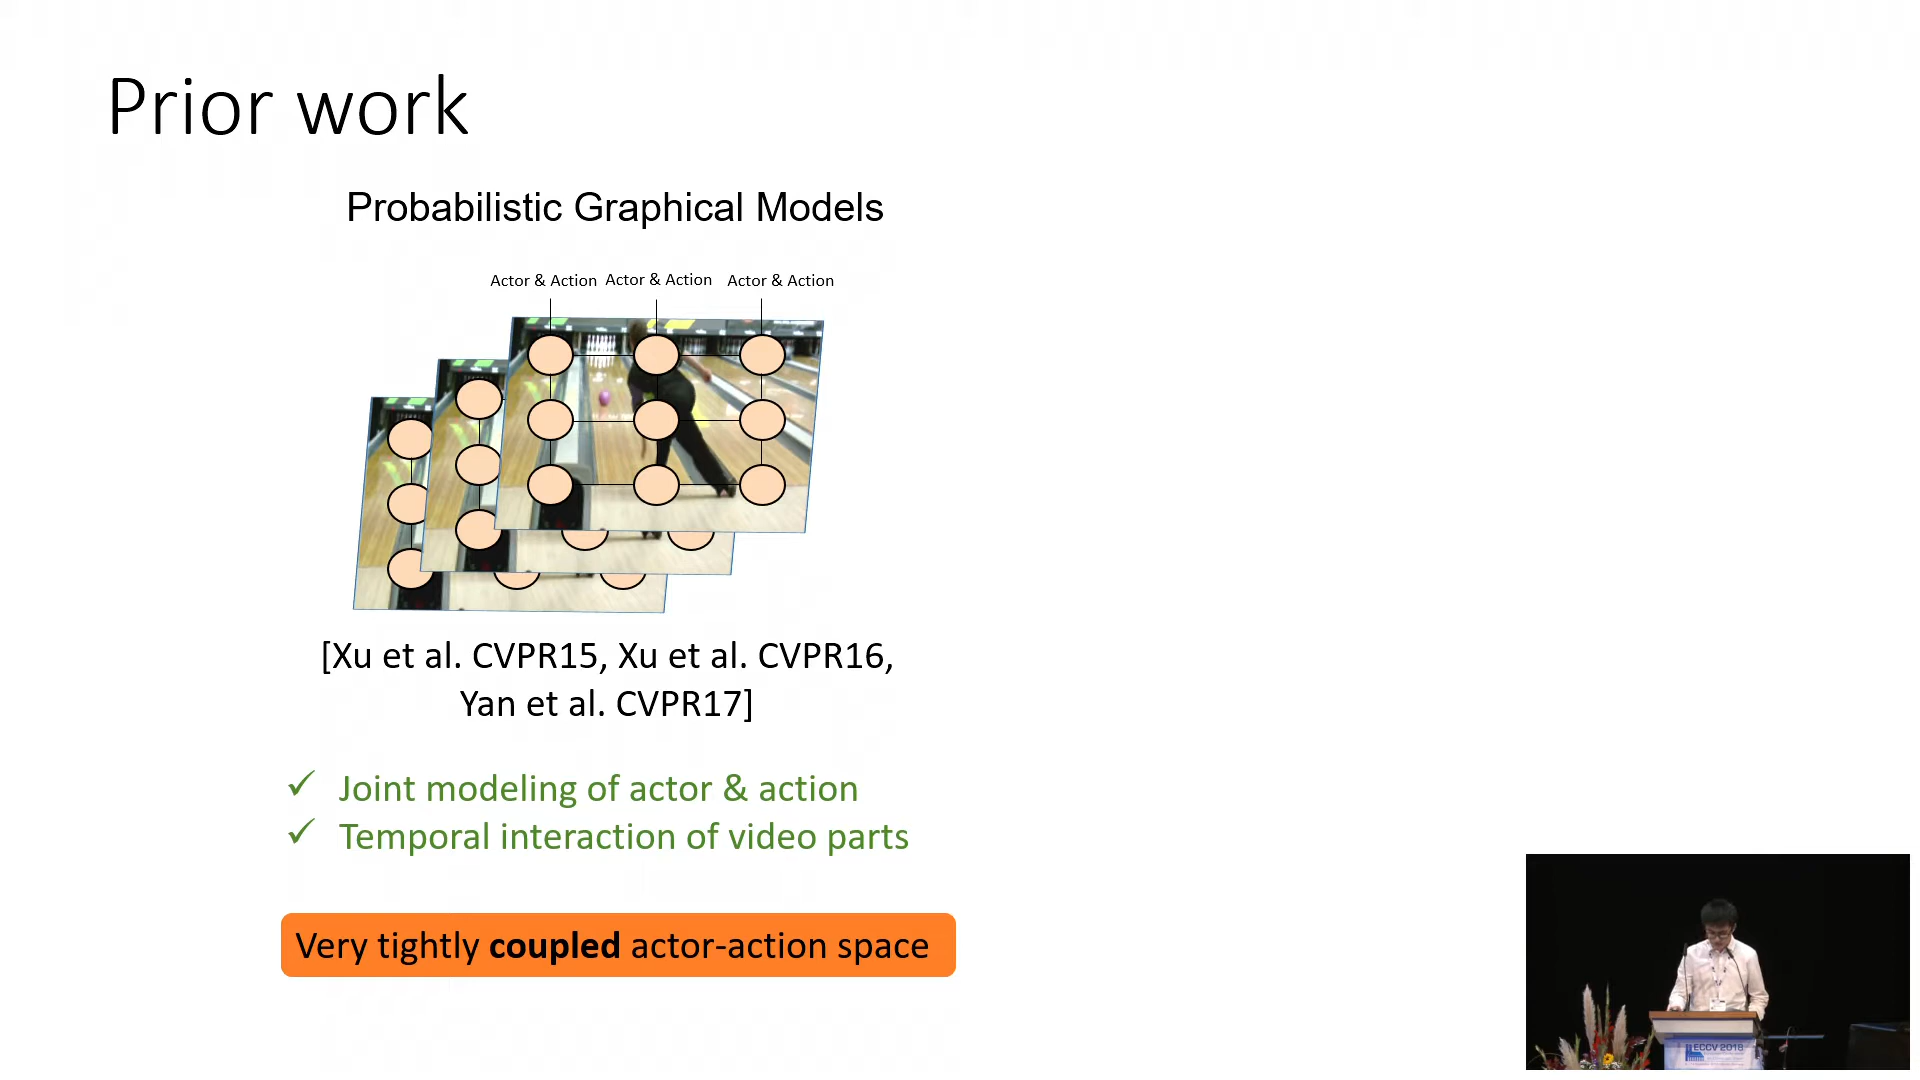 Prior work
Probabilistic Graphical Models
Actor & Action Actor & Action Actor & Action
[Xu et al. CVPR15, Xu et al. CVPR16,
Yan et al. CVPR17]
✓ Joint modeling of actor & action
✓ Temporal interaction of video parts
Very tightly coupled actor-action space
ECCV 2018